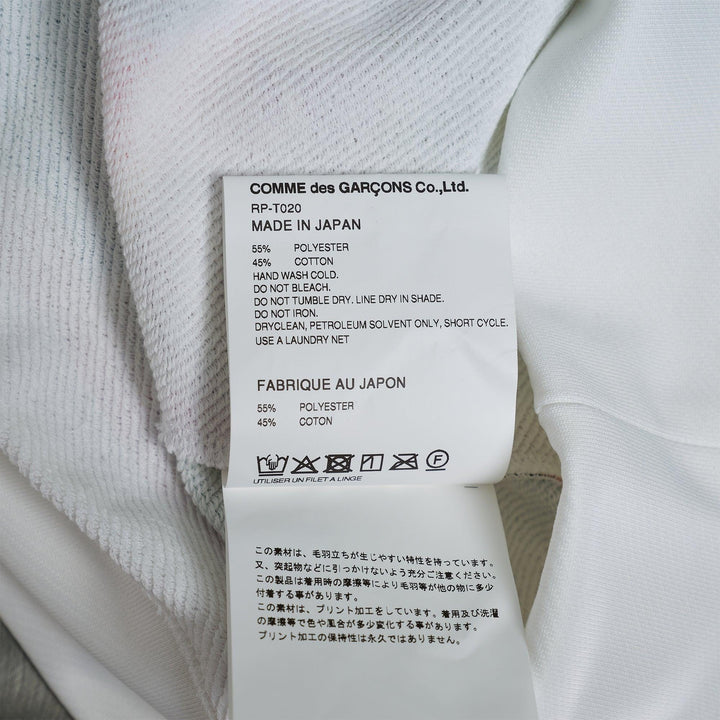 COMME des GARÇONS Co.,Ltd.
RP-T020
MADE IN JAPAN
55% POLYESTER
45% COTTON
HAND WASH COLD.
DO NOT BLEACH.
DO NOT TUMBLE DRY. LINE DRY IN SHADE.
DO NOT IRON.
DRYCLEAN, PETROLEUM SOLVENT ONLY, SHORT CYCLE.
USE A LAUNDRY NET
FABRIQUE AU JAPON
55% POLYESTER
45% COTON
F
UTILISER UN FILET A LINGE
この素材は、毛羽立ちが生じやすい特性を持っています。
又、突起物などに引っかけないよう充分ご注意ください。
この製品は着用時の摩擦等により毛羽等が他の物に多少
付着する事があります。
この素材は、プリント加工をしています。着用及び洗濯
の摩擦等で色や風合が多少変化する事があります。
プリント加工の保持性は永久ではありません。